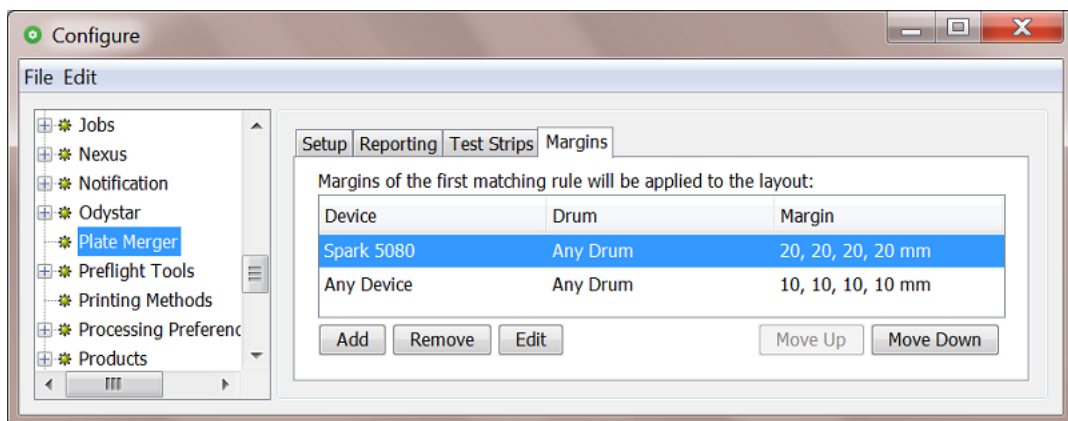 Configure
File Edit
Jobs
Nexus
Notification
Odystar
Plate Merger
Preflight Tools
Printing Methods
Processing Preferenc
Products
Setup Reporting Test Strips Margins
Margins of the first matching rule will be applied to the layout:
Device Drum Margin
Spark 5080 Any Drum 20, 20, 20, 20 mm
Any Device Any Drum 10, 10, 10, 10 mm
Add Remove Edit Move Up Move Down